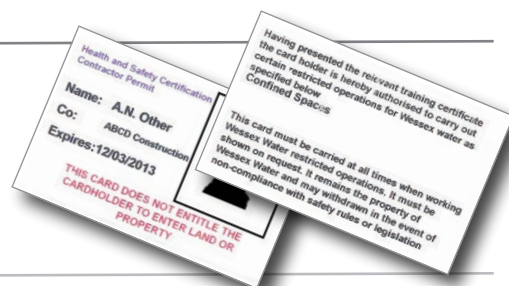 Health and Safety Certification
Contractor Permit
Name: A.N. Other
Co: ABCD Construction
Expires:12/03/2013
THIS CARD DOES NOT ENTITLE THE
CARDHOLDER TO ENTER LAND OR
PROPERTY
Having presented the relevant training certificate
the card holder is hereby authorised to carry out
certain restricted operations for Wessex water as
specified below
Confined Spaces
This card must be carried at all times when working
Wessex Water restricted operations. It must be
shown on request. It remains the property of
Wessex Water and may withdrawn in the event of
non-compliance with safety rules or legislation